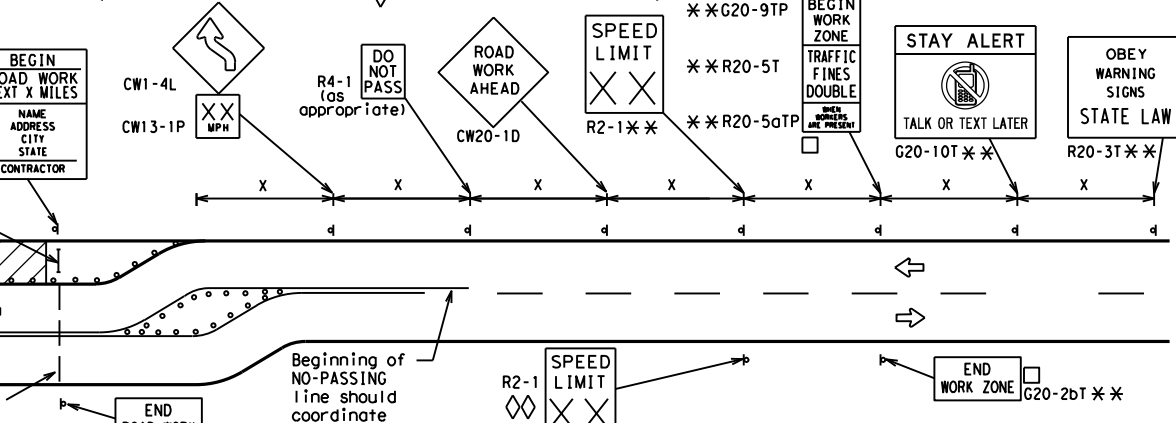 BEGIN
ROAD WORK
NEXT X MILES
NAME
ADDRESS
CITY
STATE
CONTRACTOR
CW1-4L
CW13-1P
X X
MPH
R4-1
(as
appropriate)
DO
NOT
PASS
ROAD
WORK
AHEAD
CW20-1D
SPEED
LIMIT
X X
R2-1**
**G20-9TP
**R20-5T
**R20-5aTP
BEGIN
WORK
ZONE
TRAFFIC
FINES
DOUBLE
WHEN
WORKERS
ARE PRESENT
STAY ALERT
TALK OR TEXT LATER
G20-10T **
OBEY
WARNING
SIGNS
STATE LAW
R20-3T **
X X X X X X X
Beginning of
NO-PASSING
line should
coordinate
R2-1
SPEED
LIMIT
X X
END
WORK ZONE
G20-2bT **
END
ROAD WORK